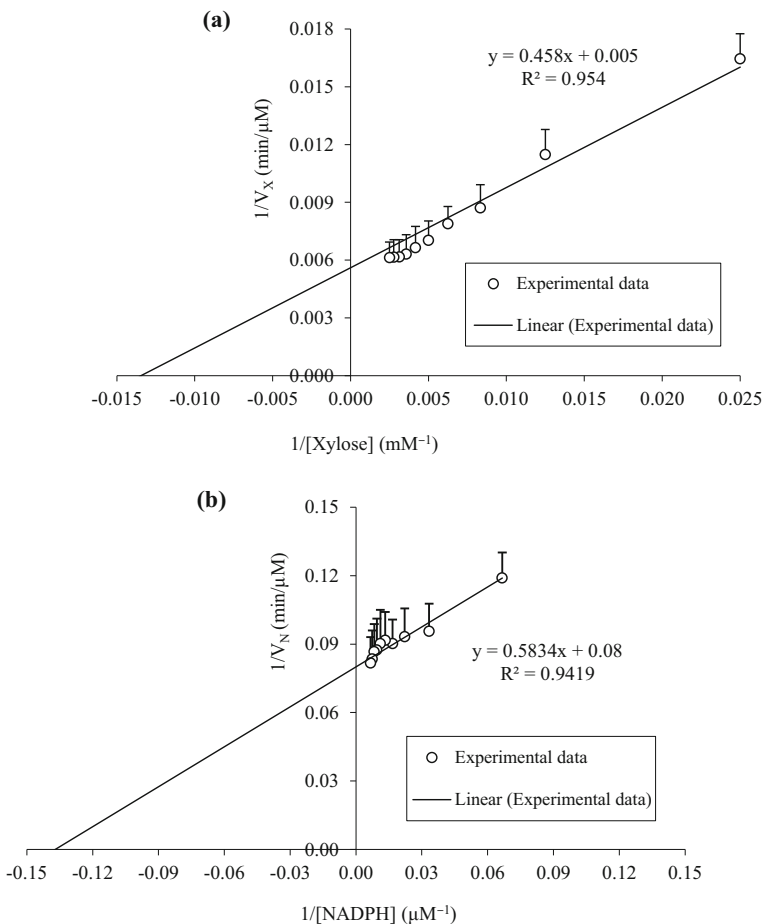 (a)
0.018
0.015
0.012
0.009
0.006
0.003
0.000
1/V_X (min/μM)
y = 0.458x + 0.005
R² = 0.954
Experimental data
Linear (Experimental data)
-0.015 -0.010 -0.005 0.000 0.005 0.010 0.015 0.020 0.025
1/[Xylose] (mM⁻¹)
(b)
0.15
0.12
0.09
0.06
0.03
0.00
1/V_N (min/μM)
y = 0.5834x + 0.08
R² = 0.9419
Experimental data
Linear (Experimental data)
-0.15 -0.12 -0.09 -0.06 -0.03 0.00 0.03 0.06 0.09 0.12 0.15
1/[NADPH] (μM⁻¹)